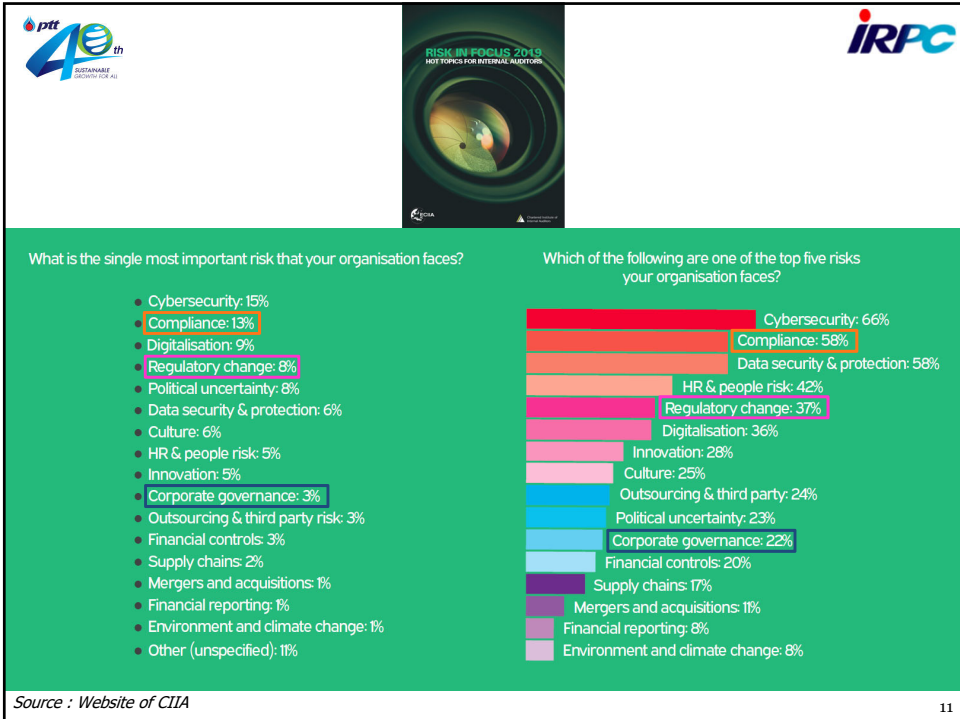 ptt
40th
SUSTAINABLE
GROWTH FOR ALL
RISK IN FOCUS 2019
HOT TOPICS FOR INTERNAL AUDITORS
ECIIA
Chartered Institute of
Internal Auditors
iRPC
What is the single most important risk that your organisation faces?
Cybersecurity: 15%
Compliance: 13%
Digitalisation: 9%
Regulatory change: 8%
Political uncertainty: 8%
Data security & protection: 6%
Culture: 6%
HR & people risk: 5%
Innovation: 5%
Corporate governance: 3%
Outsourcing & third party risk: 3%
Financial controls: 3%
Supply chains: 2%
Mergers and acquisitions: 1%
Financial reporting: 1%
Environment and climate change: 1%
Other (unspecified): 11%
Which of the following are one of the top five risks
your organisation faces?
Cybersecurity: 66%
Compliance: 58%
Data security & protection: 58%
HR & people risk: 42%
Regulatory change: 37%
Digitalisation: 36%
Innovation: 28%
Culture: 25%
Outsourcing & third party: 24%
Political uncertainty: 23%
Corporate governance: 22%
Financial controls: 20%
Supply chains: 17%
Mergers and acquisitions: 11%
Financial reporting: 8%
Environment and climate change: 8%
Source : Website of CIIA
11